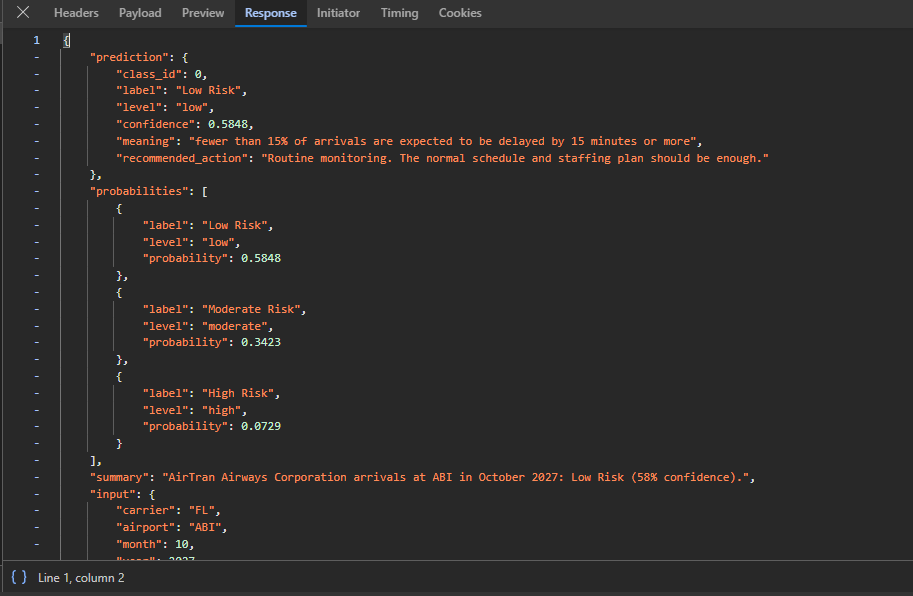 Headers Payload Preview Response Initiator Timing Cookies
1 {
- "prediction": {
- "class_id": 0,
- "label": "Low Risk",
- "level": "low",
- "confidence": 0.5848,
- "meaning": "fewer than 15% of arrivals are expected to be delayed by 15 minutes or more",
- "recommended_action": "Routine monitoring. The normal schedule and staffing plan should be enough."
- },
- "probabilities": [
- {
- "label": "Low Risk",
- "level": "low",
- "probability": 0.5848
- },
- {
- "label": "Moderate Risk",
- "level": "moderate",
- "probability": 0.3423
- },
- {
- "label": "High Risk",
- "level": "high",
- "probability": 0.0729
- }
- ],
- "summary": "AirTran Airways Corporation arrivals at ABI in October 2027: Low Risk (58% confidence).",
- "input": {
- "carrier": "FL",
- "airport": "ABI",
- "month": 10,
"year": 2027
{ } Line 1, column 2